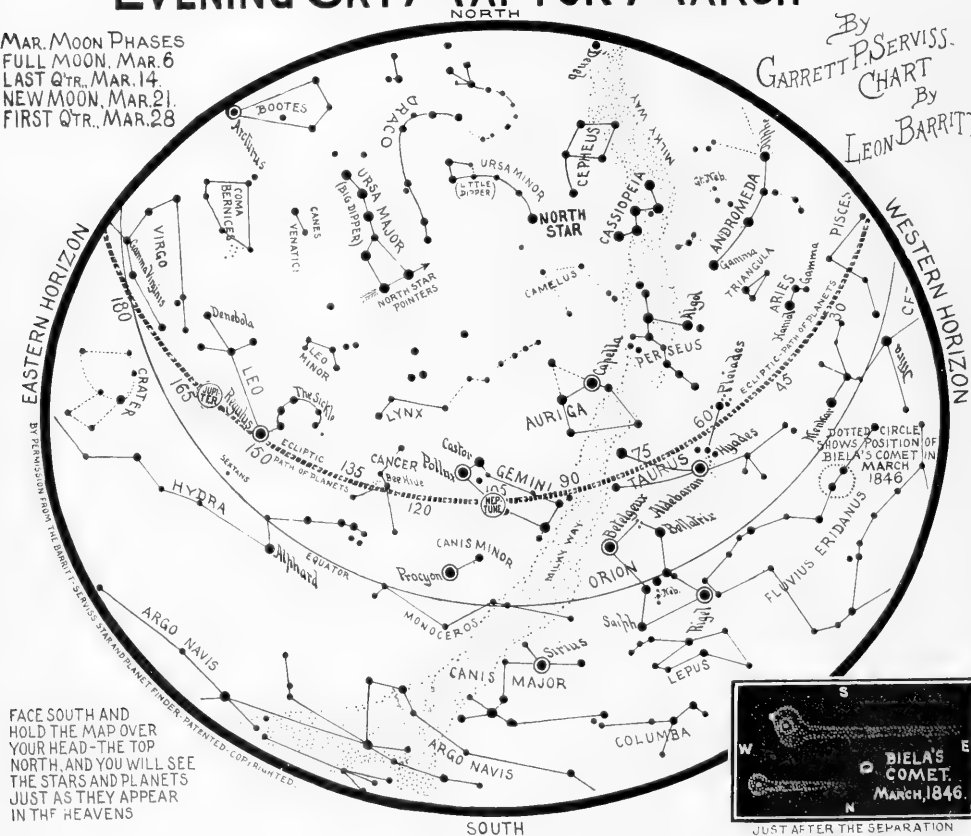 EVENING SKY MAP FOR MARCH
NORTH
MAR. MOON PHASES
FULL MOON, MAR. 6
LAST Q'TR., MAR. 14.
NEW MOON, MAR. 21.
FIRST Q'TR., MAR. 28
By
GARRETT P. SERVISS.
CHART
By
LEON BARRITT
EASTERN HORIZON
WESTERN HORIZON
BOOTES
Arcturus
DRACO
Deneb
MILKY WAY
CEPHEUS
URSA MINOR
(LITTLE DIPPER)
NORTH STAR
CASSIOPEIA
Gt. Neb.
ANDROMEDA
Gamma
PISCES
COMA BERNICES
CANES VENATICI
URSA MAJOR
(BIG DIPPER)
NORTH STAR POINTERS
CAMELUS
TRIANGULA
ARIES
Gamma
VIRGO
Gamma Virginis
180
Denebola
LEO MINOR
LEO
165
JUPITER
Regulus
The Sickle
LYNX
AURIGA
Capella
PERSEUS
Algol
Pleiades
ECLIPTIC-PATH OF PLANETS
30
45
60
75
CRATER
150
ECLIPTIC
PATH OF PLANETS
135
SEXTANS
CANCER
Bee Hive
120
Castor
Pollux
GEMINI
105
NEPTUNE
90
TAURUS
Hyades
Aldebaran
Menkar
DOTTED CIRCLE
SHOWS POSITION OF
BIELA'S COMET IN
MARCH
1846
HYDRA
Alphard
EQUATOR
CANIS MINOR
Procyon
MONOCEROS
MILKY WAY
Betelgeux
Bellatrix
ORION
Neb.
Saiph
Rigel
FLUVIUS ERIDANUS
LEPUS
Sirius
CANIS MAJOR
COLUMBA
ARGO NAVIS
ARGO NAVIS
BY PERMISSION FROM THE BARRITT-SERVISS STAR AND PLANET FINDER-PATENTED-COPYRIGHTED.
FACE SOUTH AND
HOLD THE MAP OVER
YOUR HEAD-THE TOP
NORTH, AND YOU WILL SEE
THE STARS AND PLANETS
JUST AS THEY APPEAR
IN THE HEAVENS
SOUTH
S
W
E
N
BIELA'S
COMET.
MARCH, 1846.
JUST AFTER THE SEPARATION